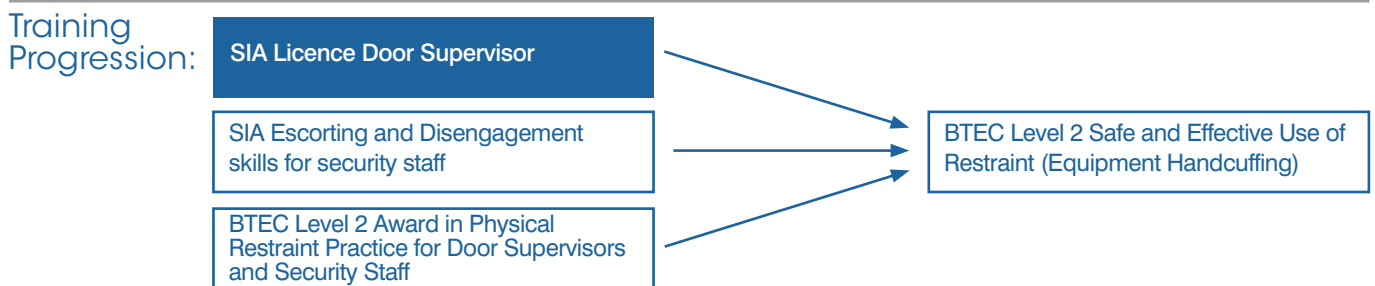 Training
Progression:
SIA Licence Door Supervisor
SIA Escorting and Disengagement
skills for security staff
BTEC Level 2 Award in Physical
Restraint Practice for Door Supervisors
and Security Staff
BTEC Level 2 Safe and Effective Use of
Restraint (Equipment Handcuffing)